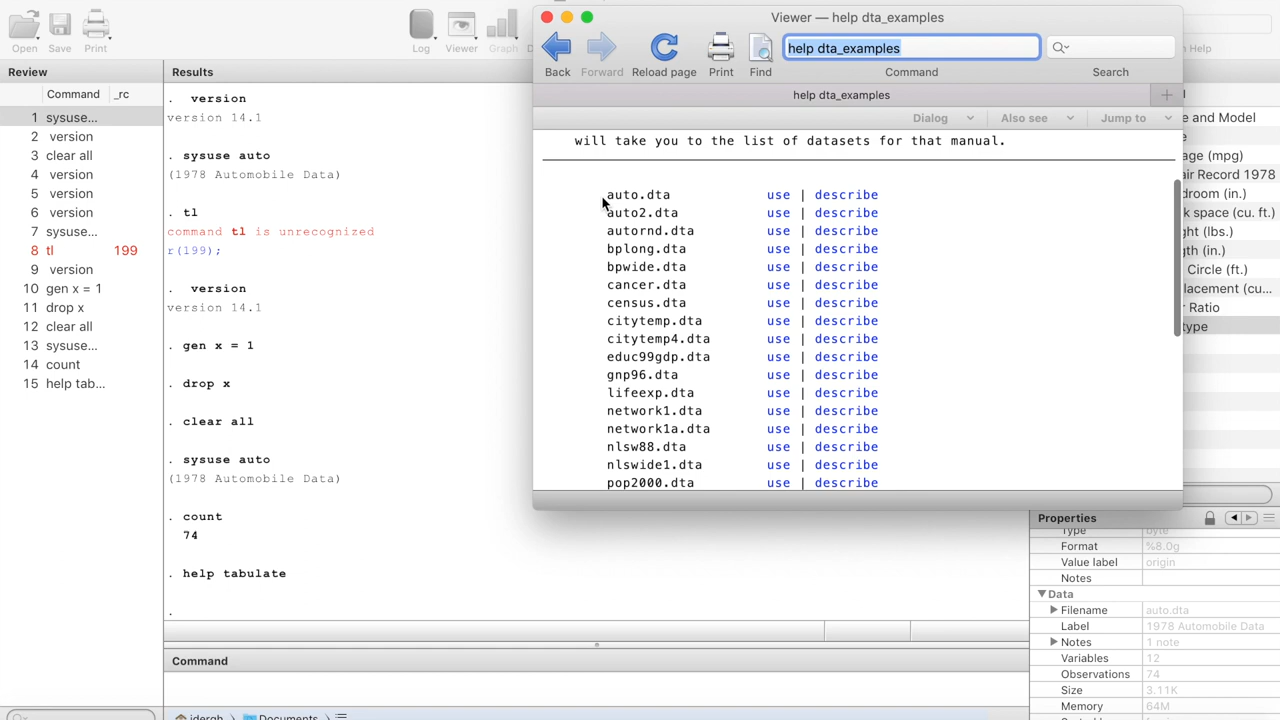 Open
Save
Print
Log
Viewer
Graph
Help
Viewer — help dta_examples
Back
Forward
Reload page
Print
Find
help dta_examples
Command
Search
help dta_examples
Dialog
Also see
Jump to
will take you to the list of datasets for that manual.
auto.dta use | describe
auto2.dta use | describe
autornd.dta use | describe
bplong.dta use | describe
bpwide.dta use | describe
cancer.dta use | describe
census.dta use | describe
citytemp.dta use | describe
citytemp4.dta use | describe
educ99gdp.dta use | describe
gnp96.dta use | describe
lifeexp.dta use | describe
network1.dta use | describe
network1a.dta use | describe
nlsw88.dta use | describe
nlswide1.dta use | describe
pop2000.dta use | describe
Review
Command _rc
1 sysuse...
2 version
3 clear all
4 version
5 version
6 version
7 sysuse...
8 tl 199
9 version
10 gen x = 1
11 drop x
12 clear all
13 sysuse...
14 count
15 help tab...
Results
. version
version 14.1
. sysuse auto
(1978 Automobile Data)
. tl
command tl is unrecognized
r(199);
. version
version 14.1
. gen x = 1
. drop x
. clear all
. sysuse auto
(1978 Automobile Data)
. count
74
. help tabulate
.
Command
idergh
Documents
e and Model
age (mpg)
air Record 1978
droom (in.)
k space (cu. ft.)
ght (lbs.)
gth (in.)
Circle (ft.)
lacement (cu...
r Ratio
type
Properties
Type byte
Format %8.0g
Value label origin
Notes
Data
Filename auto.dta
Label 1978 Automobile Data
Notes 1 note
Variables 12
Observations 74
Size 3.11K
Memory 64M